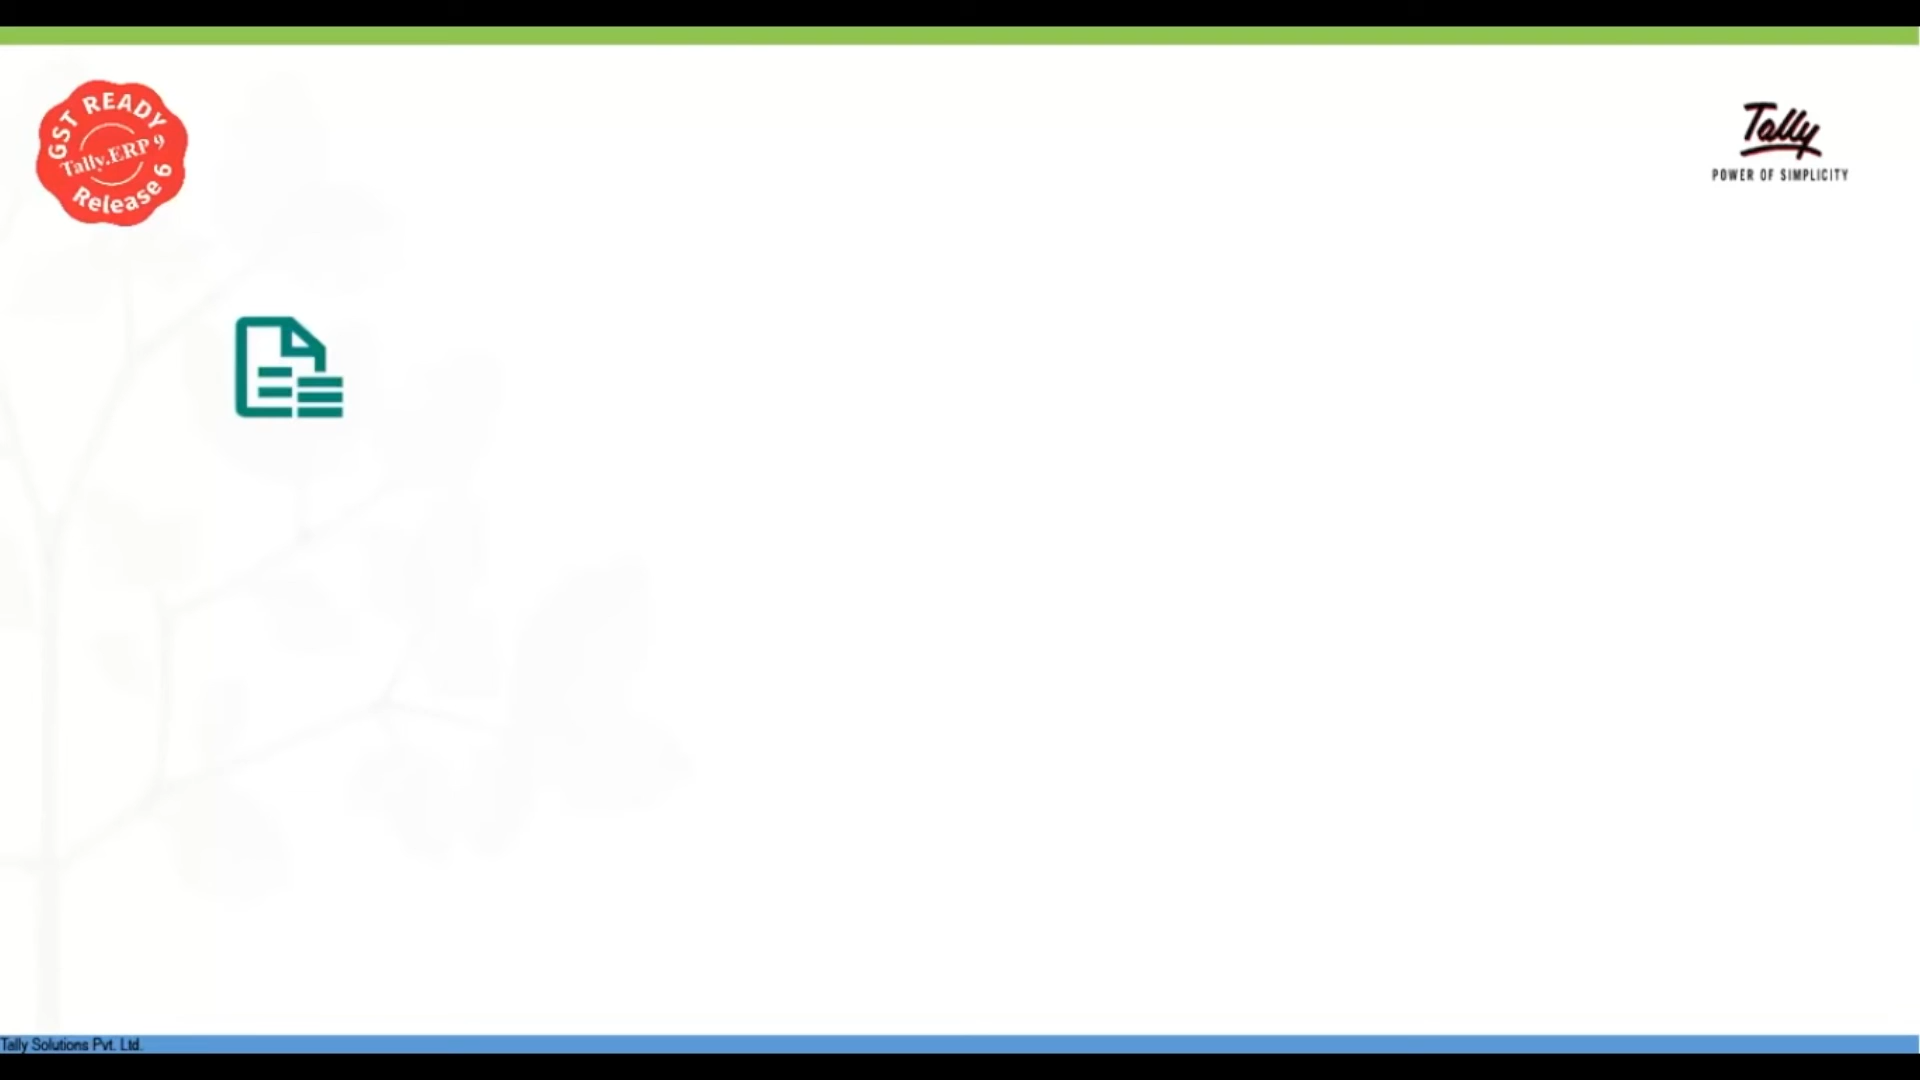 GST READY
Tally.ERP 9
Release 6
Tally
POWER OF SIMPLICITY
Tally Solutions Pvt. Ltd.